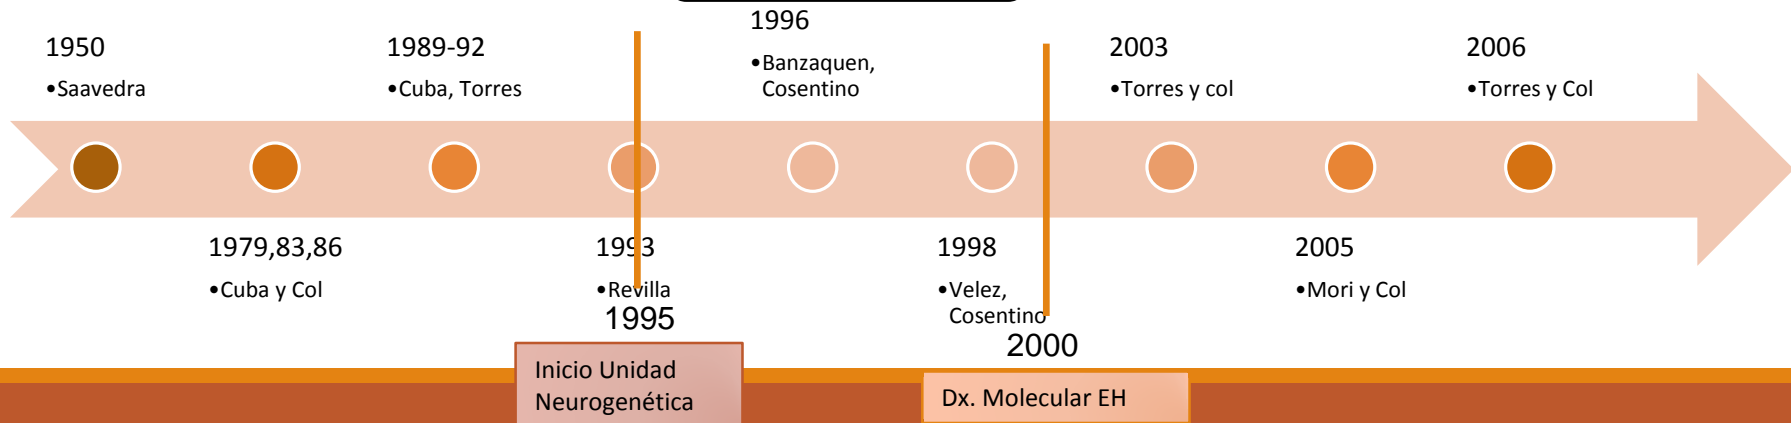 1950
•Saavedra
1979,83,86
•Cuba y Col
1989-92
•Cuba, Torres
1993
•Revilla
1995
Inicio Unidad
Neurogenética
1996
•Banzaquen,
Cosentino
1998
•Velez,
Cosentino
2000
Dx. Molecular EH
2003
•Torres y col
2005
•Mori y Col
2006
•Torres y Col